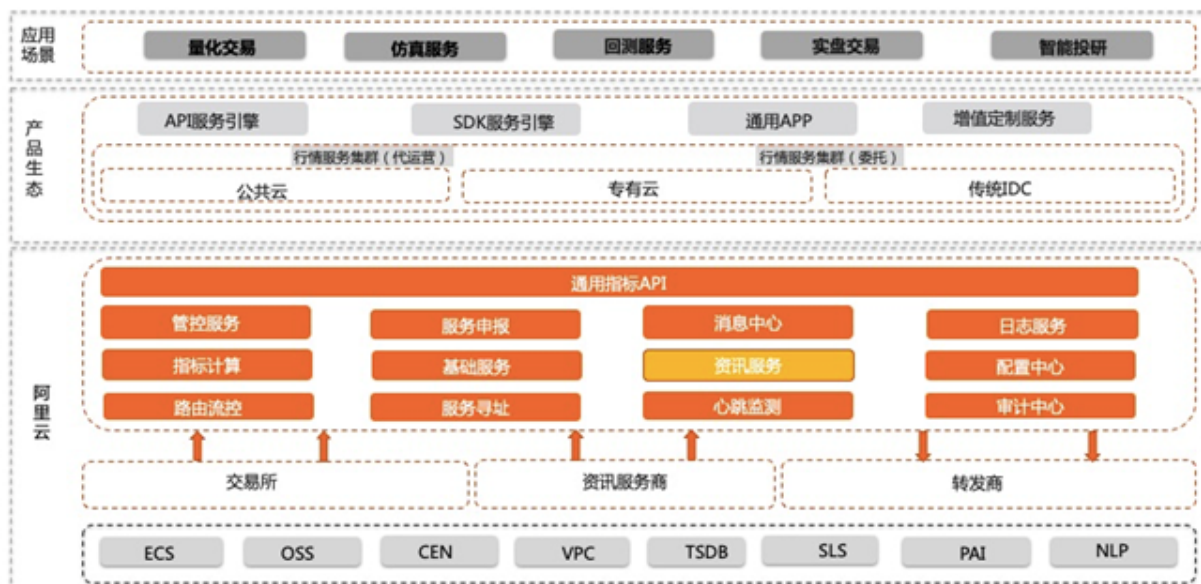 应用
场景
量化交易 仿真服务 回测服务 实盘交易 智能投研
产
品
生
态
API服务引擎 SDK服务引擎 通用APP 增值定制服务
行情服务集群（代运营） 行情服务集群（委托）
公共云 专有云 传统IDC
阿
里
云
通用指标API
管控服务 服务申报 消息中心 日志服务
指标计算 基础服务 资讯服务 配置中心
路由流控 服务寻址 心跳监测 审计中心
交易所 资讯服务商 转发商
ECS OSS CEN VPC TSDB SLS PAI NLP